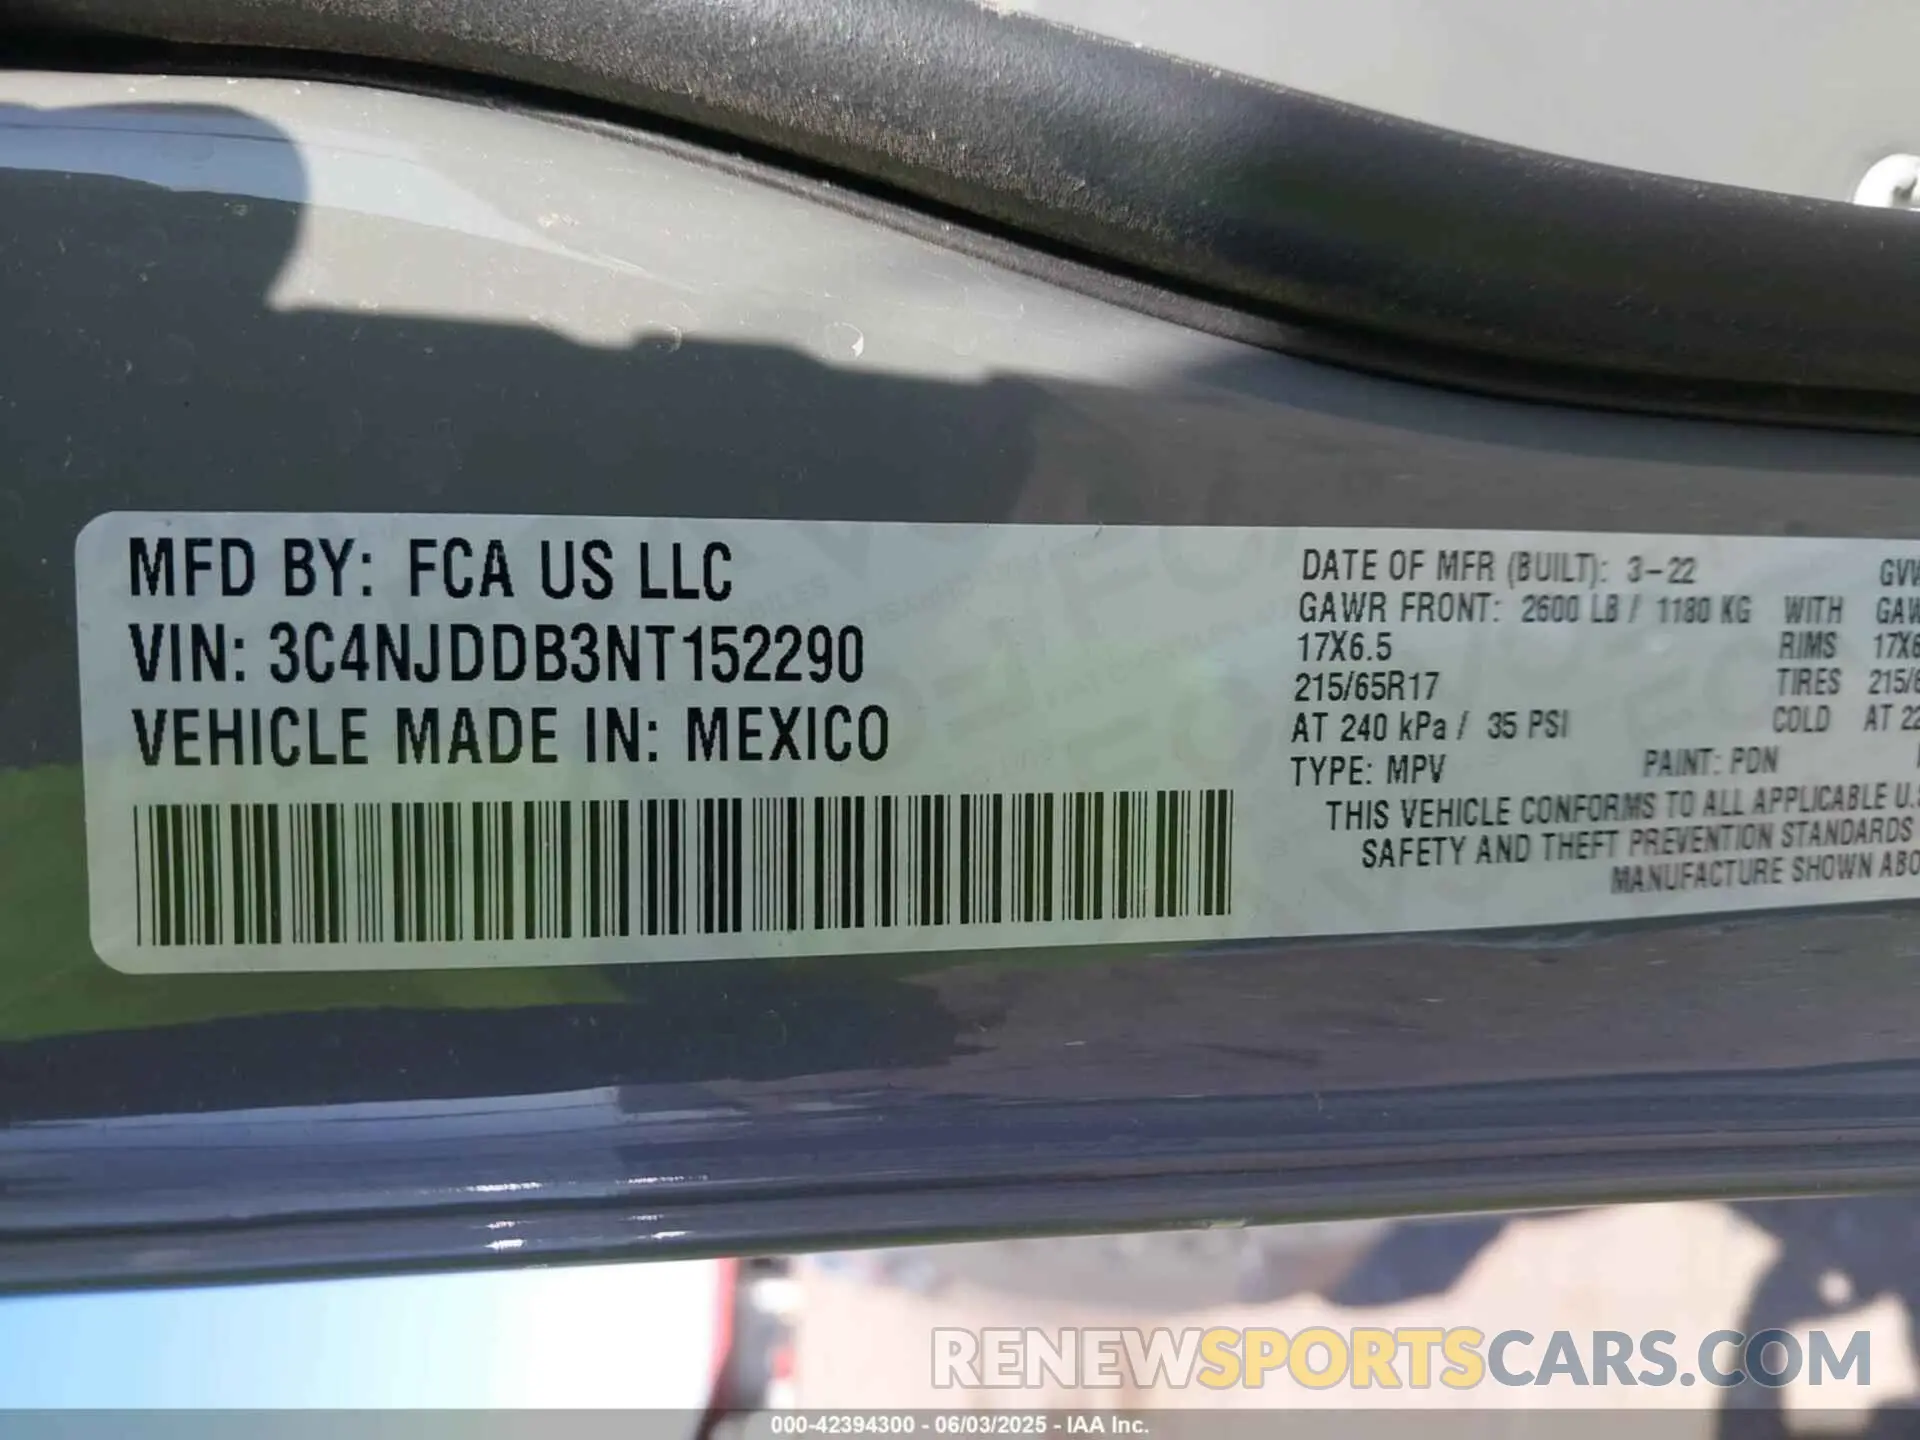 MFD BY: FCA US LLC
VIN: 3C4NJDDB3NT152290
VEHICLE MADE IN: MEXICO
DATE OF MFR (BUILT): 3-22
GAWR FRONT: 2600 LB / 1180 KG WITH
17X6.5 RIMS
215/65R17 TIRES
AT 240 kPa / 35 PSI COLD AT
TYPE: MPV PAINT: PDN
THIS VEHICLE CONFORMS TO ALL APPLICABLE
SAFETY AND THEFT PREVENTION STANDARDS
MANUFACTURE SHOWN
RENEWSPORTSCARS.COM
000-42394300 - 06/03/2025 - IAA Inc.